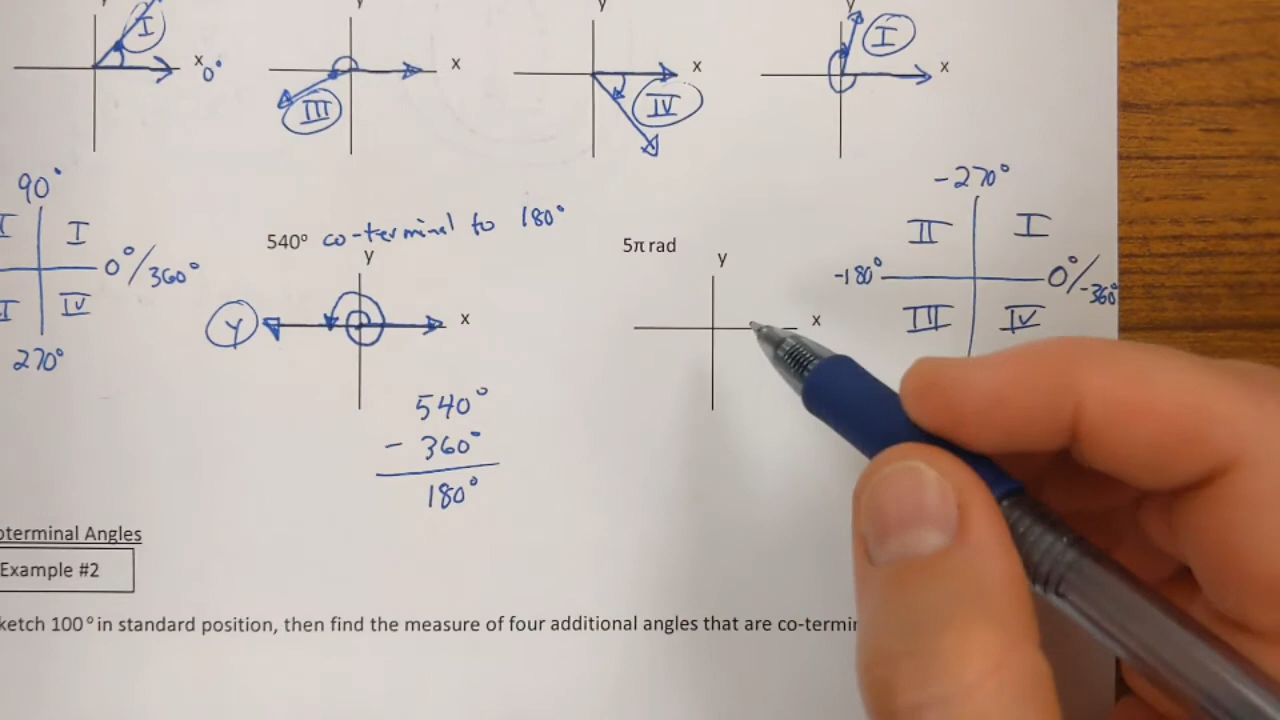 y
y
y
y
I
x 0°
III
x
IV
x
I
x
90°
I
I
0°/360°
I
IV
270°
540° co-terminal to 180°
y
x
y
540°
- 360°
180°
5π rad
y
x
-270°
II
I
-180°
0°/-360°
III
IV
oterminal Angles
Example #2
ketch 100° in standard position, then find the measure of four additional angles that are co-termin